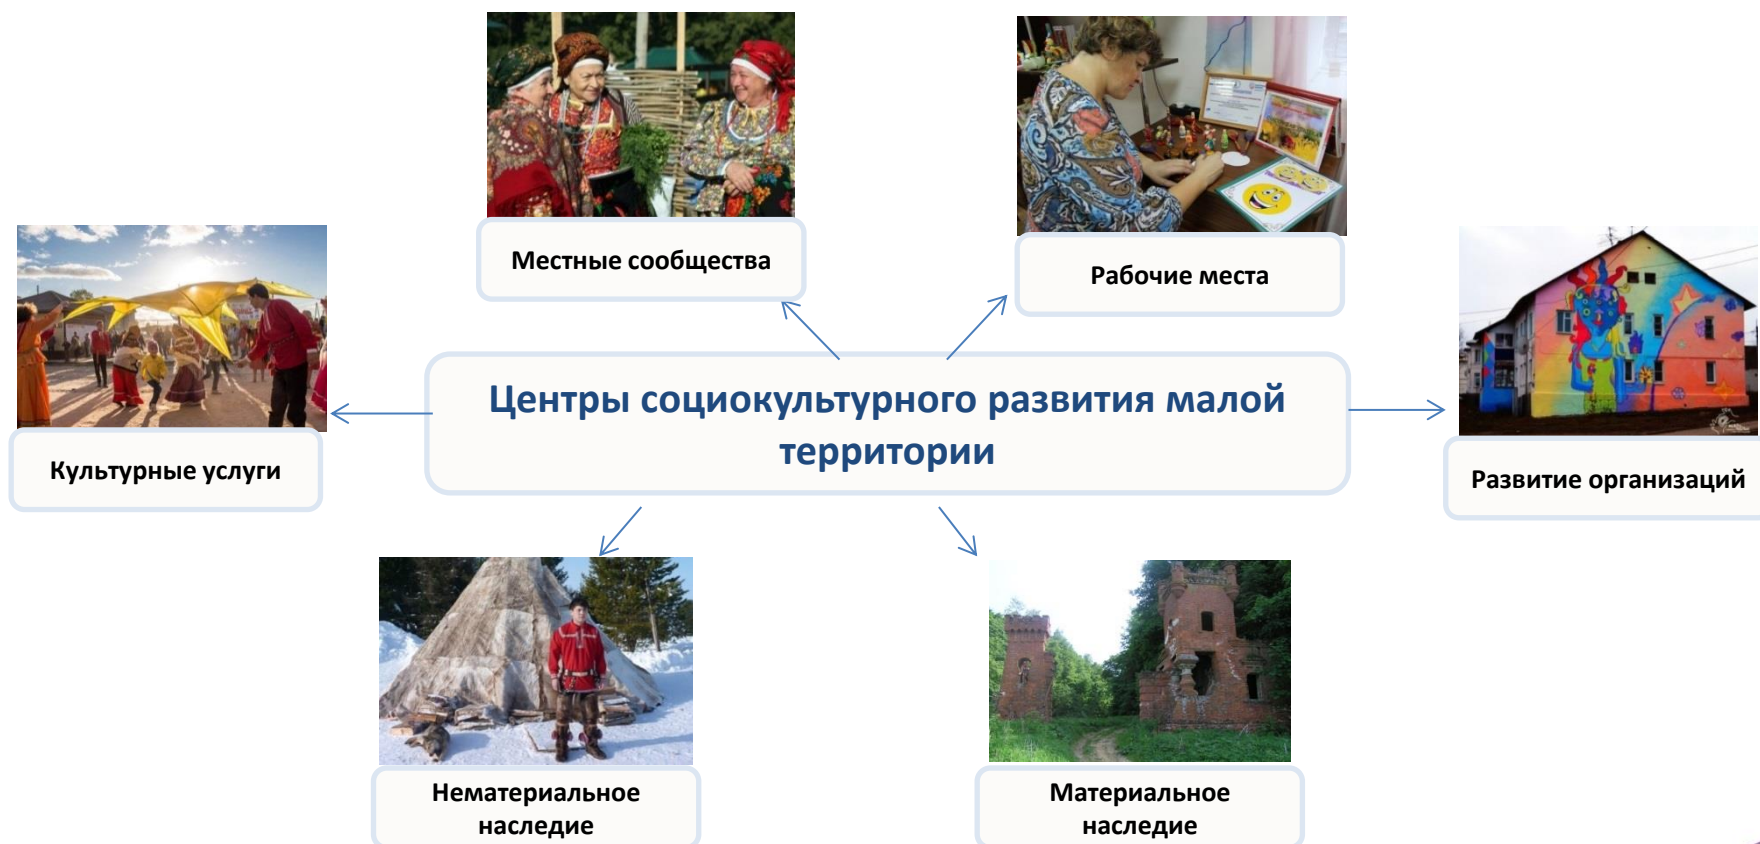 Местные сообщества
Рабочие места
Культурные услуги
Центры социокультурного развития малой
территории
Развитие организаций
Нематериальное
наследие
Материальное
наследие